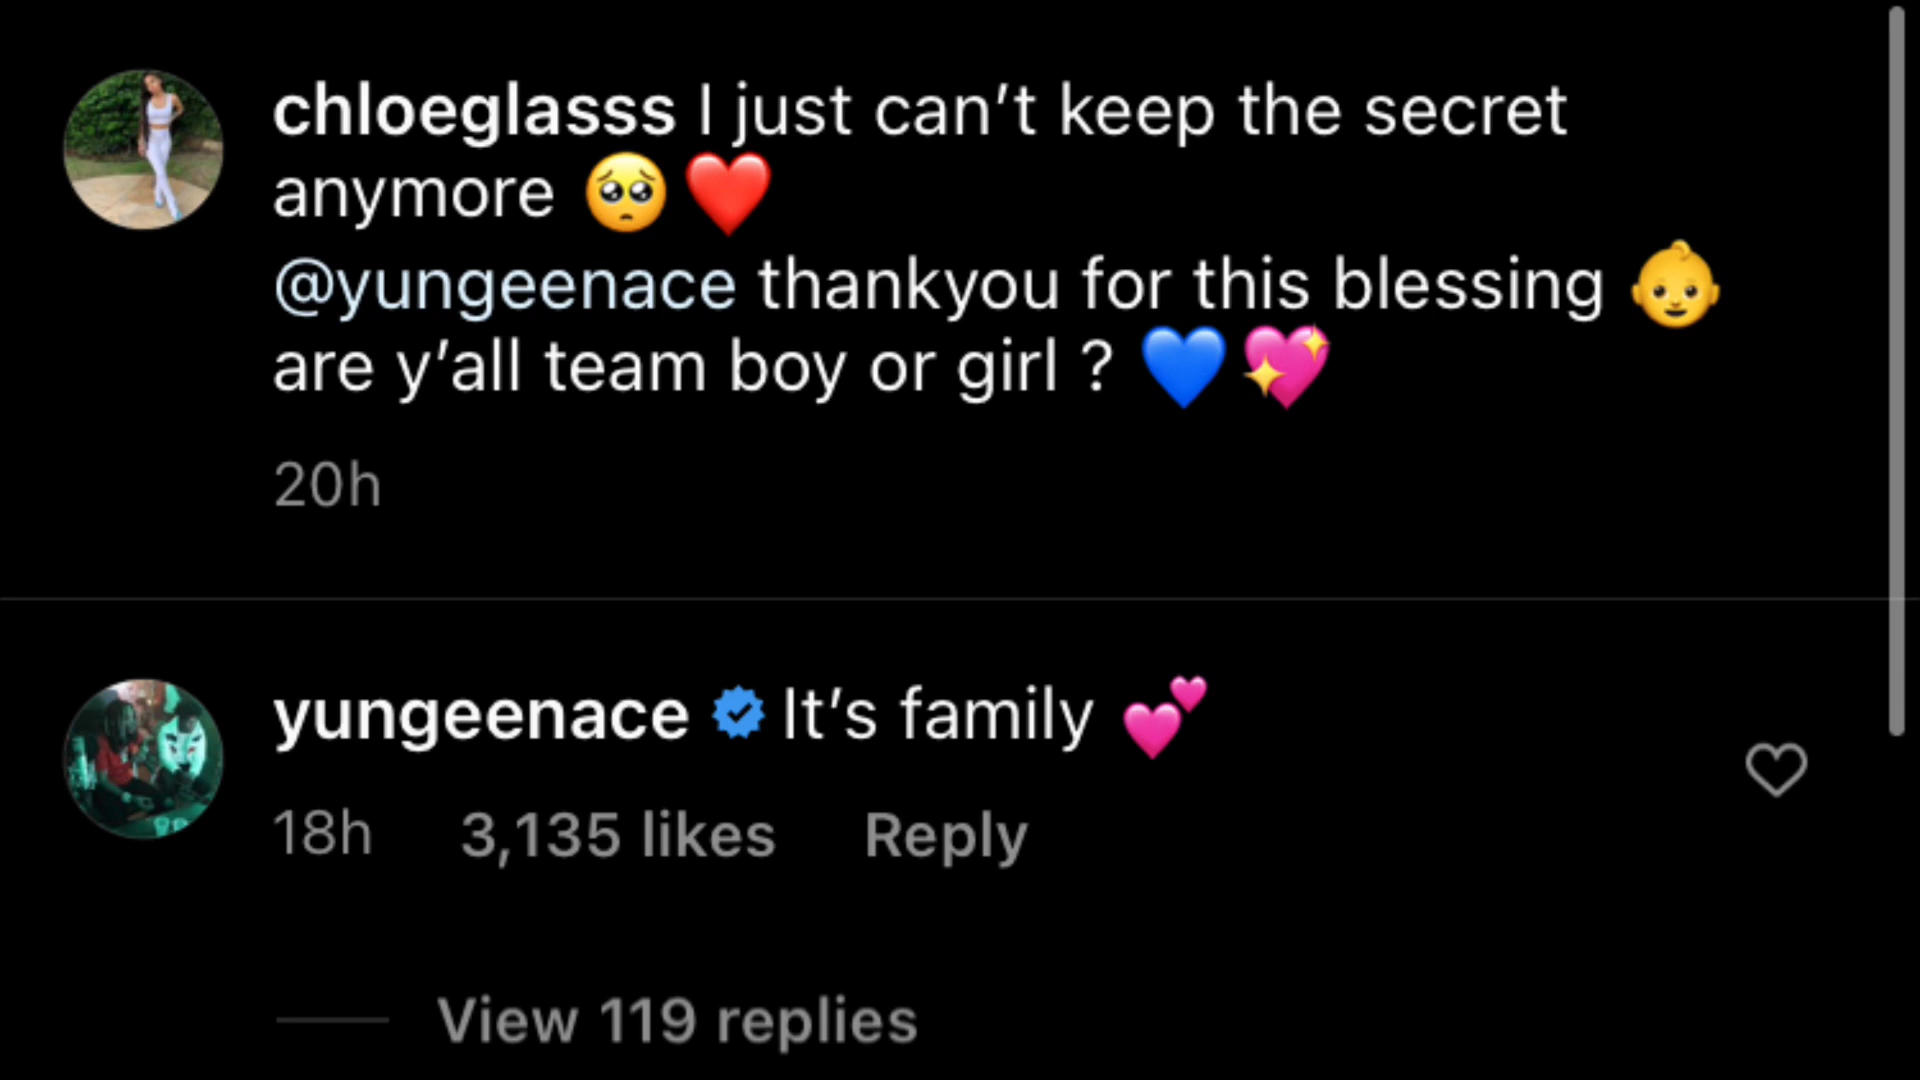 chloeglasss I just can’t keep the secret
anymore 🥺❤️
@yungeenace thankyou for this blessing 👶
are y’all team boy or girl ? 💙💖
20h
yungeenace It’s family 💕
18h 3,135 likes Reply
View 119 replies